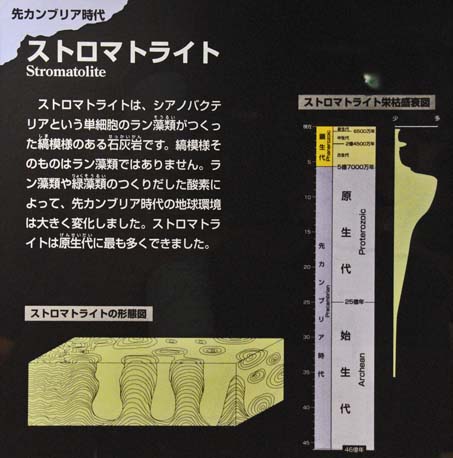 先カンブリア時代
ストロマトライト
Stromatolite
ストロマトライトは、シアノバクテ
リアという単細胞のラン藻類がつくっ
た縞模様のある石灰岩です。縞模様そ
のものはラン藻類ではありません。ラ
ン藻類や緑藻類のつくりだした酸素に
よって、先カンブリア時代の地球環境
は大きく変化しました。ストロマトラ
イトは原生代に最も多くできました。
ストロマトライトの形態図
ストロマトライト栄枯盛衰図
少 多
現在
新生代
6500万年
中生代
2億4500万年
古生代
5億7000万年
顕生代
Phanerozoic
5
10
15
20
25
30
35
40
45
先カンブリア時代
Precambrian
原生代
Proterozoic
25億年
始生代
Archean
46億年